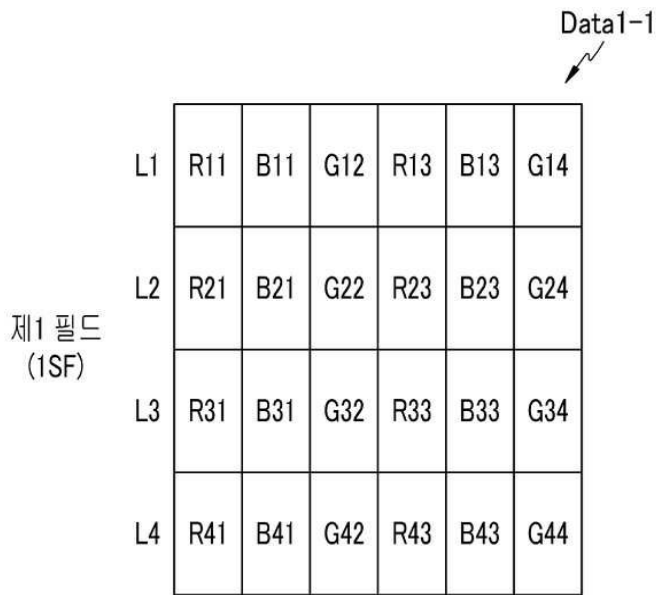 Data1-1
L1 R11 B11 G12 R13 B13 G14
L2 R21 B21 G22 R23 B23 G24
제1 필드
(1SF)
L3 R31 B31 G32 R33 B33 G34
L4 R41 B41 G42 R43 B43 G44